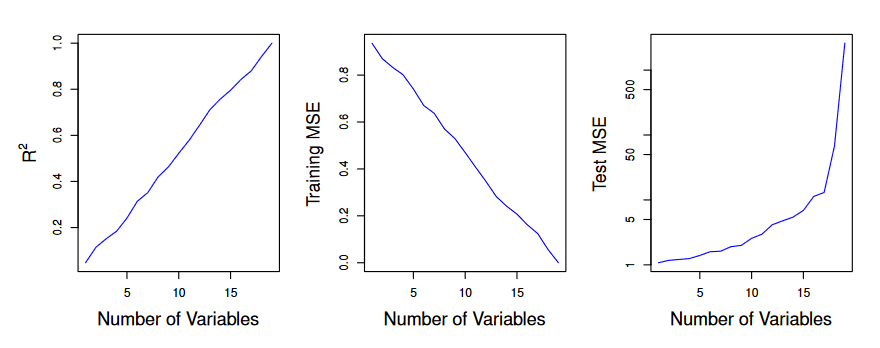 R²
0.2 0.4 0.6 0.8 1.0
5 10 15
Number of Variables
Training MSE
0.0 0.2 0.4 0.6 0.8
5 10 15
Number of Variables
Test MSE
1 5 50 500
5 10 15
Number of Variables